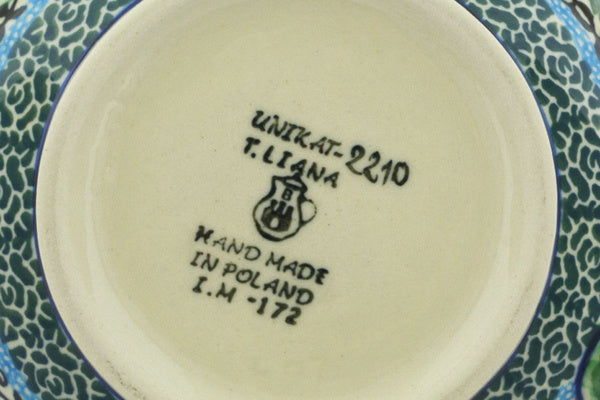 UNIKAT-2210
T.LIANA
B
HAND MADE
IN POLAND
I.M -172